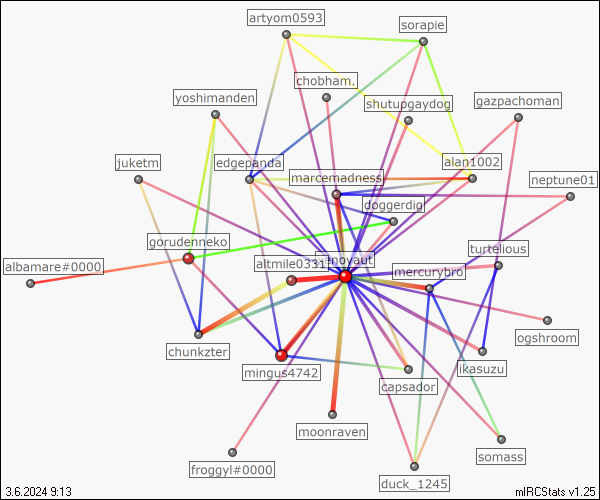 artyom0593
sorapie
chobham.
yoshimanden
shutupgaydog
gazpachoman
juketm
edgepanda
alan1002
marcemadness
neptune01
doggerdig
gorudenneko
turtelious
albamare#0000
altmile0331
mercurybro
ogshroom
chunkzter
mingus4742
ikasuzu
capsador
moonraven
somass
froggyl#0000
duck_1245
3.6.2024 9:13
mIRCStats v1.25